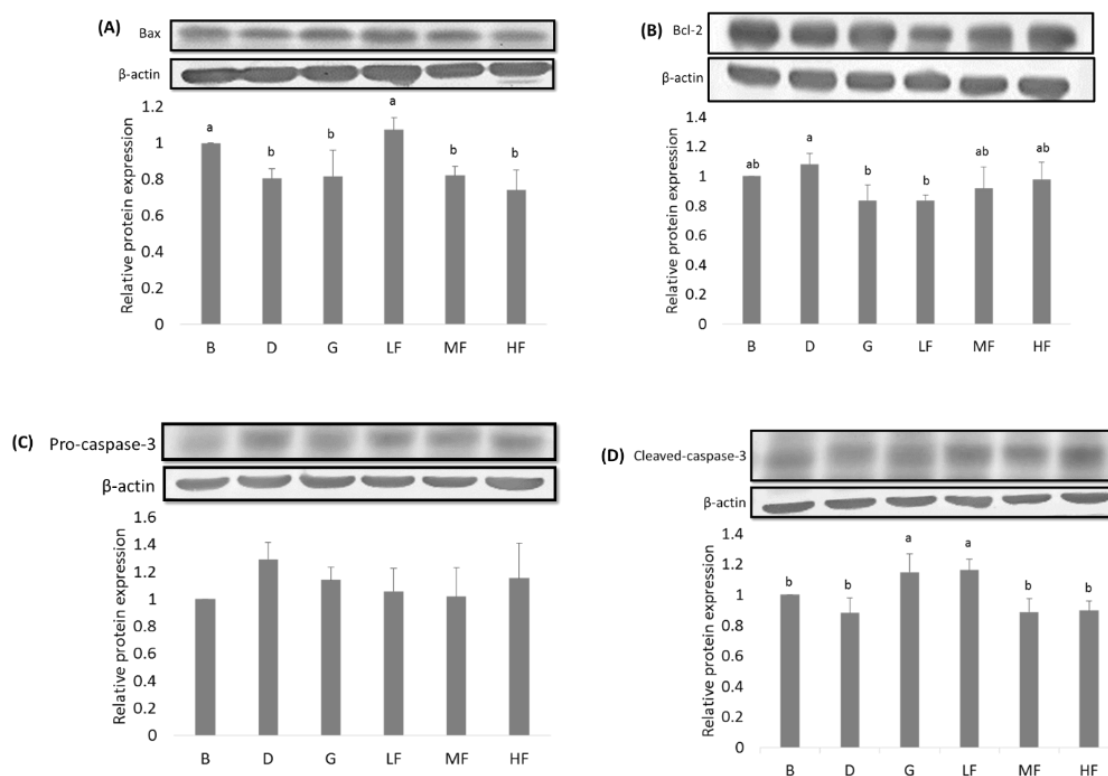 (A)
Bax
β-actin
Relative protein expression
1.2
1
0.8
0.6
0.4
0.2
0
a
b
b
a
b
b
B D G LF MF HF
(B)
Bcl-2
β-actin
Relative protein expression
1.4
1.2
1
0.8
0.6
0.4
0.2
0
ab
a
b
b
ab
ab
B D G LF MF HF
(C)
Pro-caspase-3
β-actin
Relative protein expression
1.6
1.4
1.2
1
0.8
0.6
0.4
0.2
0
B D G LF MF HF
(D)
Cleaved-caspase-3
β-actin
Relative protein expression
1.4
1.2
1
0.8
0.6
0.4
0.2
0
b
b
a
a
b
b
B D G LF MF HF